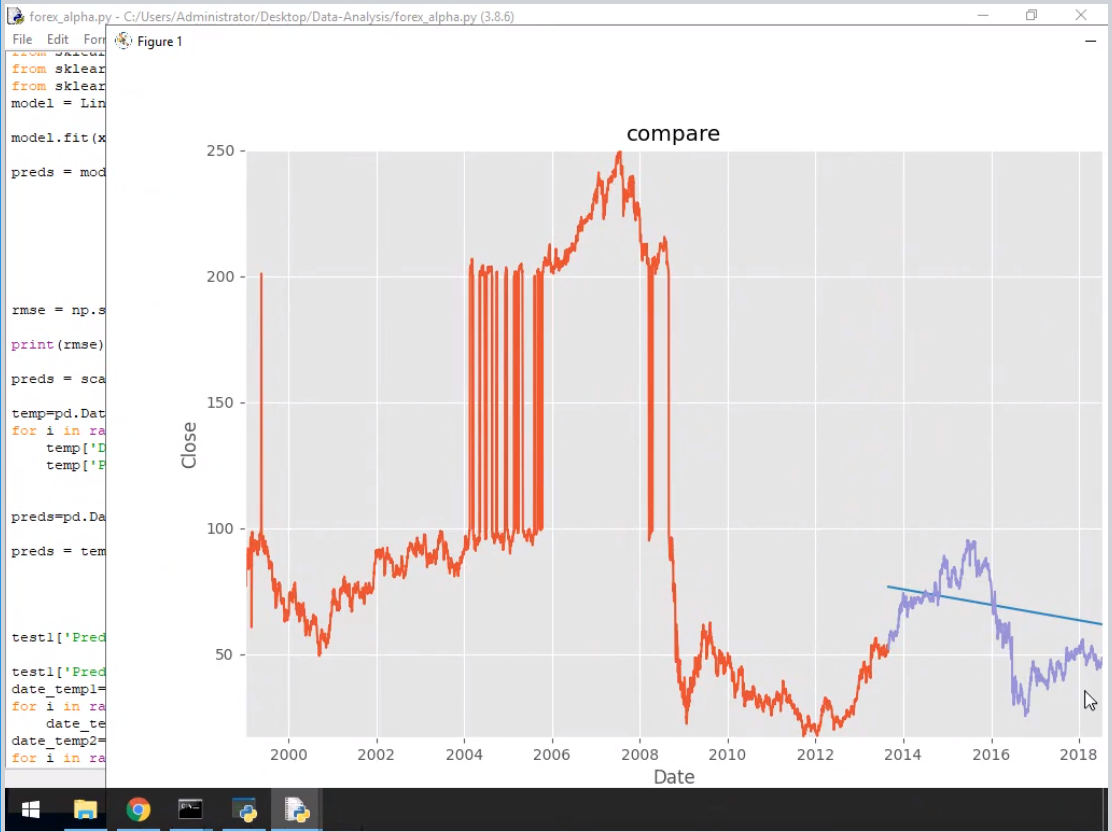 forex_alpha.py - C:/Users/Administrator/Desktop/Data-Analysis/forex_alpha.py (3.8.6)
File Edit Forr
Figure 1
from sklear
from sklear
model = Lin
model.fit(x
preds = mod
rmse = np.s
print(rmse)
preds = sca
temp=pd.Dat
for i in ra
temp['D
temp['P
preds=pd.Da
preds = tem
test1['Pred
test1['Pred
date_temp1=
for i in ra
date_te
date_temp2=
for i in ra
compare
250
200
150
100
50
Close
2000 2002 2004 2006 2008 2010 2012 2014 2016 2018
Date